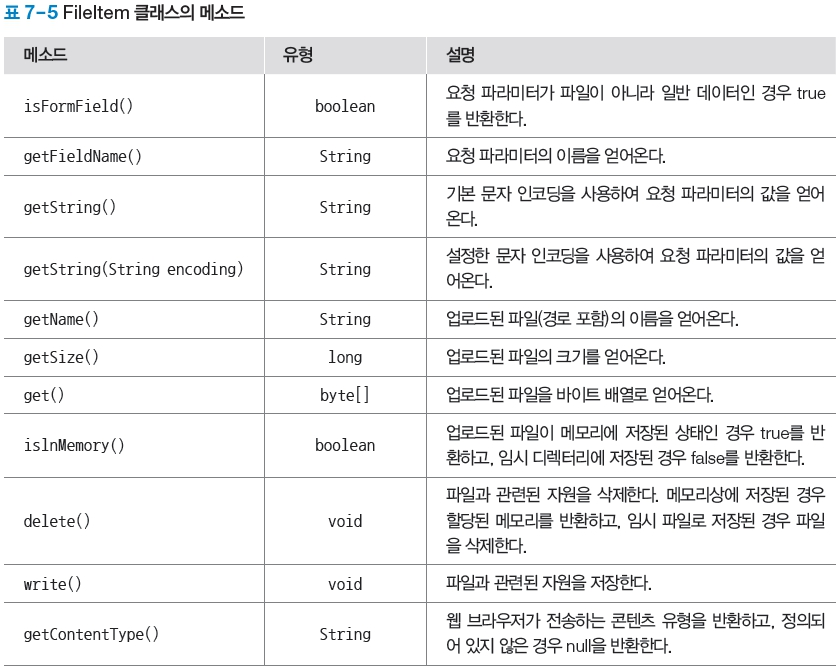 표 7-5 FileItem 클래스의 메소드
메소드 유형 설명
isFormField() boolean 요청 파라미터가 파일이 아니라 일반 데이터인 경우 true
를 반환한다.
getFieldName() String 요청 파라미터의 이름을 얻어온다.
getString() String 기본 문자 인코딩을 사용하여 요청 파라미터의 값을 얻어
온다.
getString(String encoding) String 설정한 문자 인코딩을 사용하여 요청 파라미터의 값을 얻
어온다.
getName() String 업로드된 파일(경로 포함)의 이름을 얻어온다.
getSize() long 업로드된 파일의 크기를 얻어온다.
get() byte[] 업로드된 파일을 바이트 배열로 얻어온다.
islnMemory() boolean 업로드된 파일이 메모리에 저장된 상태인 경우 true를 반
환하고, 임시 디렉터리에 저장된 경우 false를 반환한다.
delete() void 파일과 관련된 자원을 삭제한다. 메모리상에 저장된 경우
할당된 메모리를 반환하고, 임시 파일로 저장된 경우 파일
을 삭제한다.
write() void 파일과 관련된 자원을 저장한다.
getContentType() String 웹 브라우저가 전송하는 콘텐츠 유형을 반환하고, 정의되
어 있지 않은 경우 null을 반환한다.